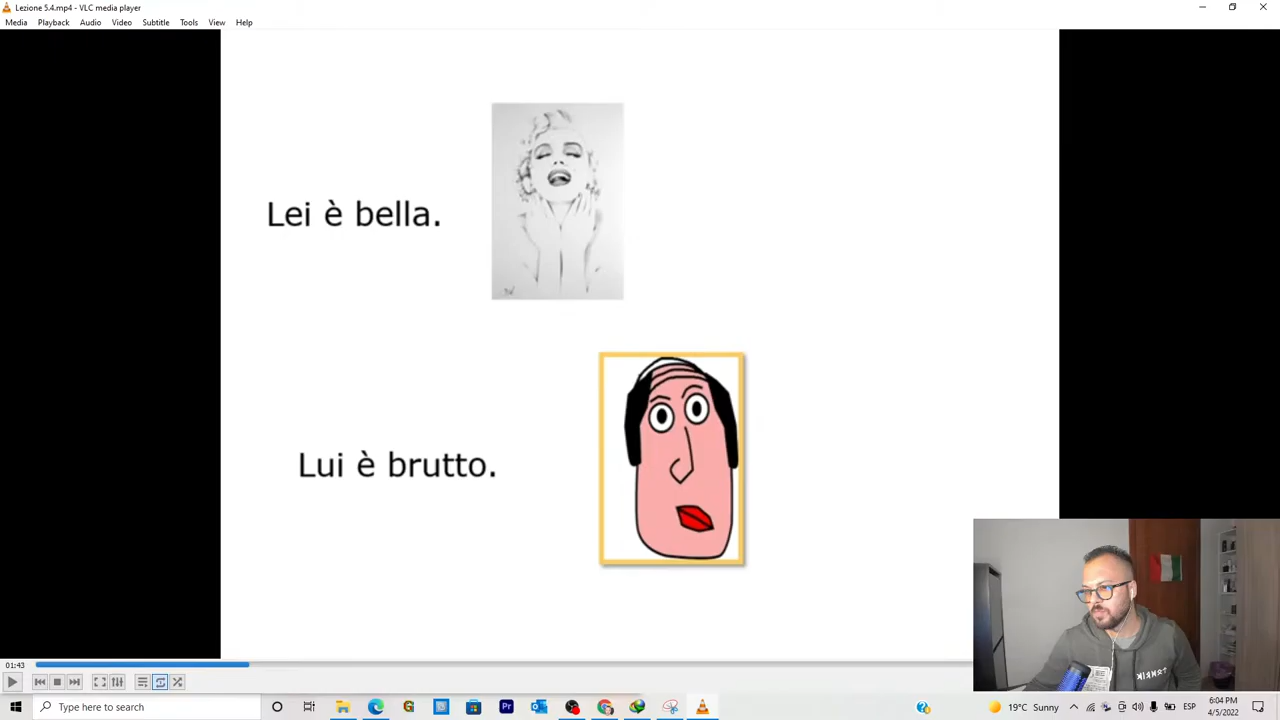 Lezione 5.4.mp4 - VLC media player
Media Playback Audio Video Subtitle Tools View Help
Lei è bella.
Lui è brutto.
01:43
Type here to search
19°C Sunny
ESP
6:04 PM
4/5/2022